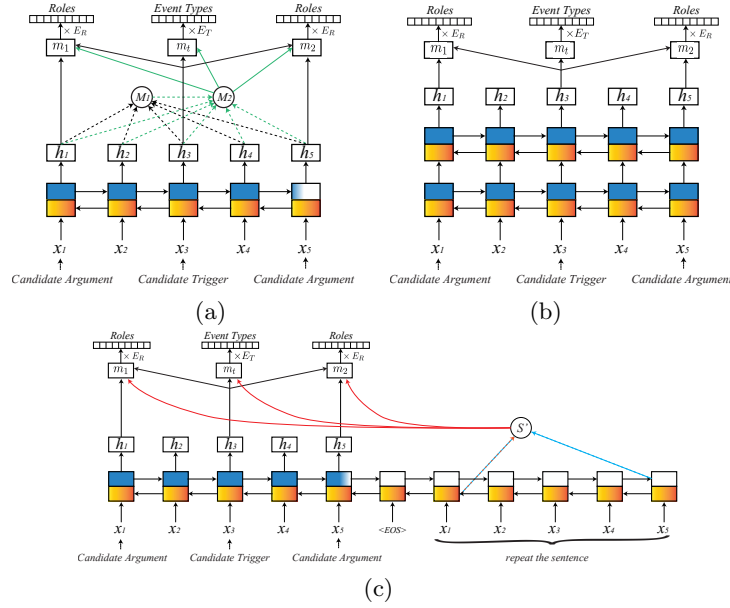 Roles Event Types Roles
× E_R × E_T × E_R
m_1 m_t m_2
M_1 M_2
h_1 h_2 h_3 h_4 h_5
x_1 x_2 x_3 x_4 x_5
Candidate Argument Candidate Trigger Candidate Argument
(a)
Roles Event Types Roles
× E_R × E_T × E_R
m_1 m_t m_2
h_1 h_2 h_3 h_4 h_5
x_1 x_2 x_3 x_4 x_5
Candidate Argument Candidate Trigger Candidate Argument
(b)
Roles Event Types Roles
× E_R × E_T × E_R
m_1 m_t m_2
S'
h_1 h_2 h_3 h_4 h_5
x_1 x_2 x_3 x_4 x_5 <EOS> x_1 x_2 x_3 x_4 x_5
Candidate Argument Candidate Trigger Candidate Argument repeat the sentence
(c)